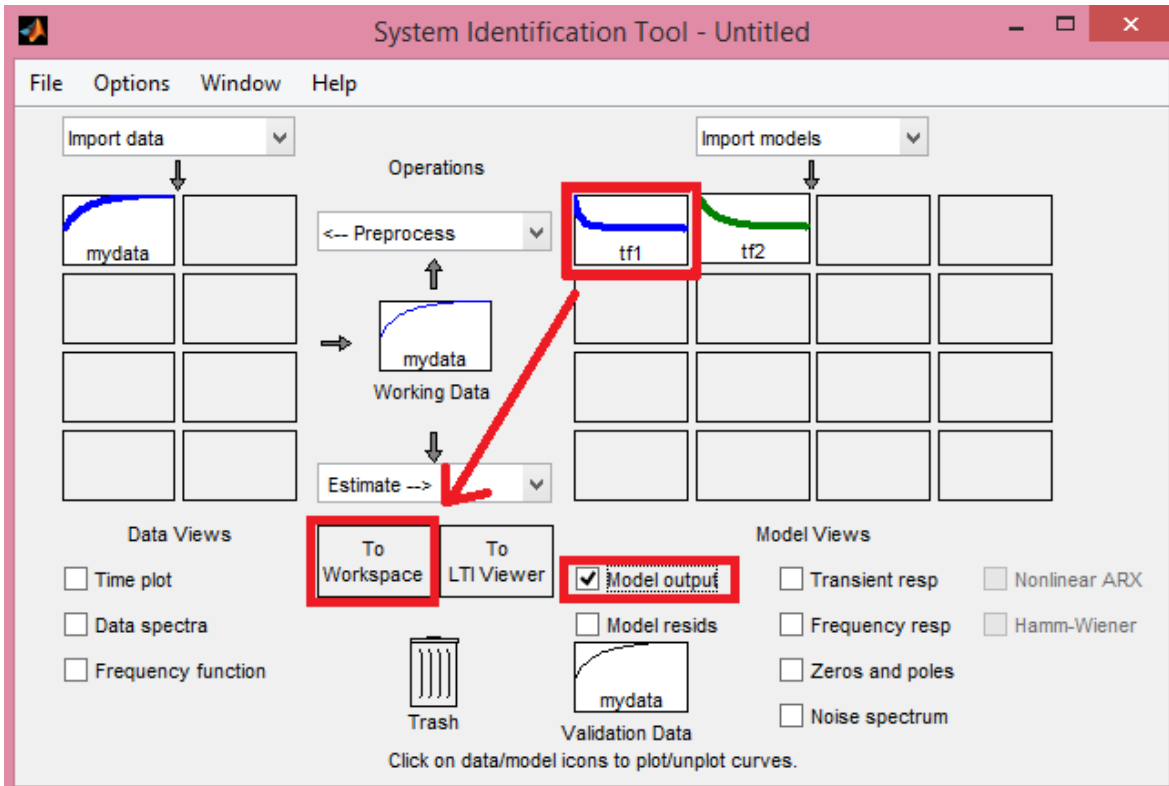 System Identification Tool - Untitled
File Options Window Help
Import data
Import models
Operations
<-- Preprocess
mydata
tf1
tf2
mydata
Working Data
Estimate -->
Data Views
To
Workspace
To
LTI Viewer
Model Views
Time plot
Model output
Transient resp
Nonlinear ARX
Data spectra
Model resids
Frequency resp
Hamm-Wiener
Frequency function
Zeros and poles
mydata
Noise spectrum
Trash
Validation Data
Click on data/model icons to plot/unplot curves.